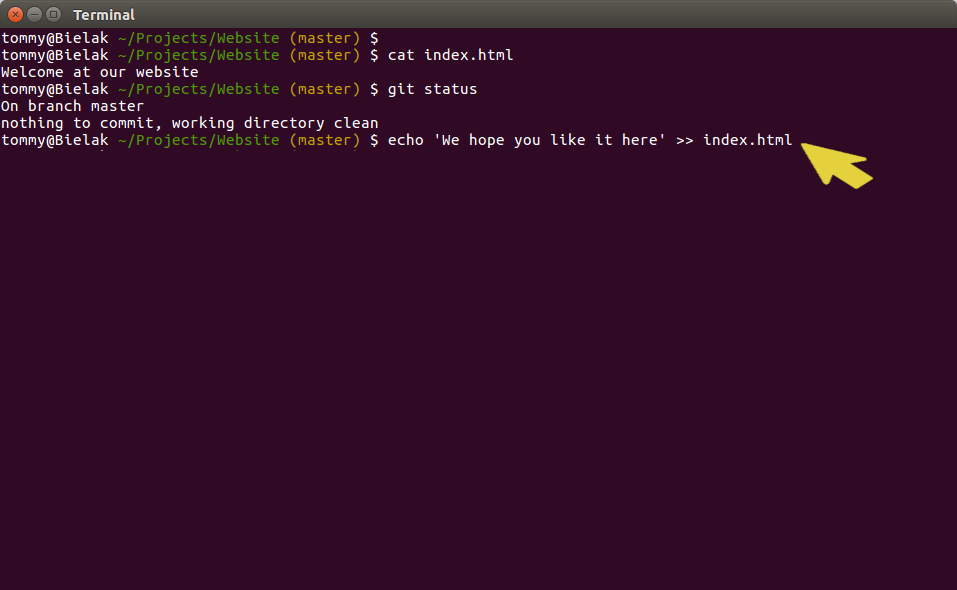 Terminal
tommy@Bielak ~/Projects/Website (master) $
tommy@Bielak ~/Projects/Website (master) $ cat index.html
Welcome at our website
tommy@Bielak ~/Projects/Website (master) $ git status
On branch master
nothing to commit, working directory clean
tommy@Bielak ~/Projects/Website (master) $ echo 'We hope you like it here' >> index.html